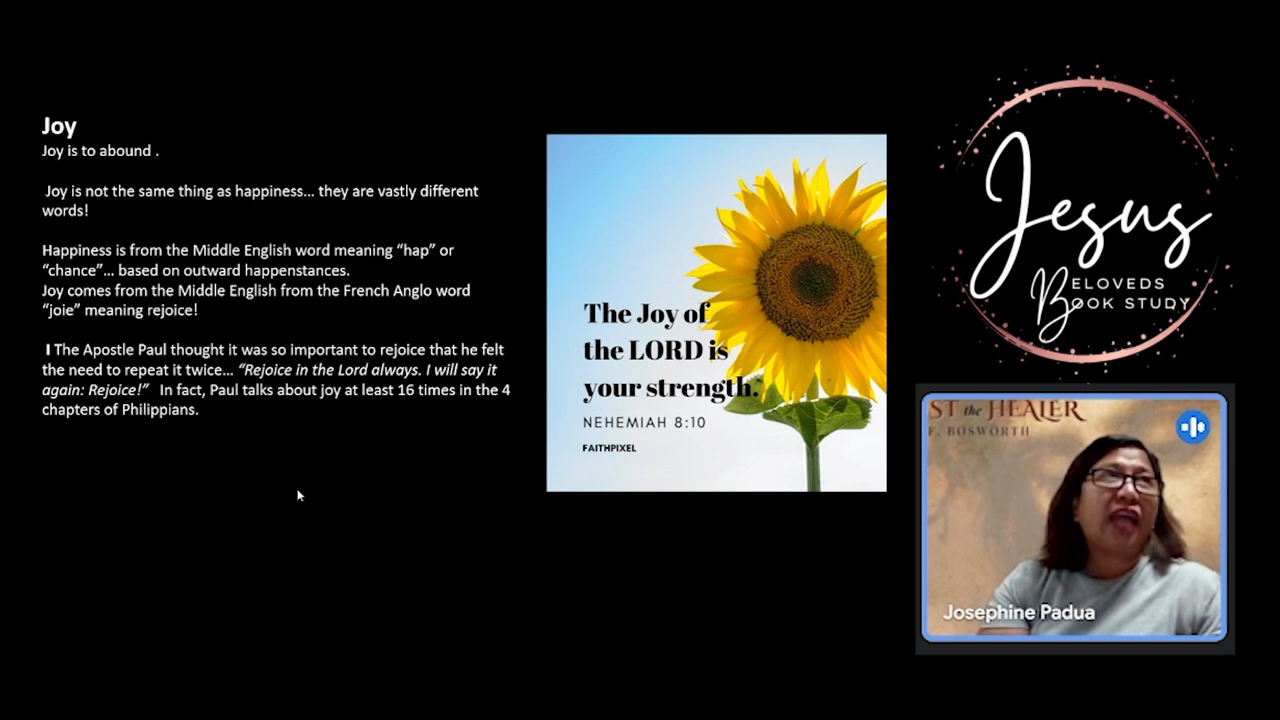 Joy
Joy is to abound .
Joy is not the same thing as happiness... they are vastly different
words!
Happiness is from the Middle English word meaning “hap” or
“chance”... based on outward happenstances.
Joy comes from the Middle English from the French Anglo word
“joie” meaning rejoice!
I The Apostle Paul thought it was so important to rejoice that he felt
the need to repeat it twice... “Rejoice in the Lord always. I will say it
again: Rejoice!” In fact, Paul talks about joy at least 16 times in the 4
chapters of Philippians.
The Joy of
the LORD is
your strength.
NEHEMIAH 8:10
FAITHPIXEL
Jesus
BELOVEDS
BOOK STUDY
ST the HEALER
F. BOSWORTH
Josephine Padua